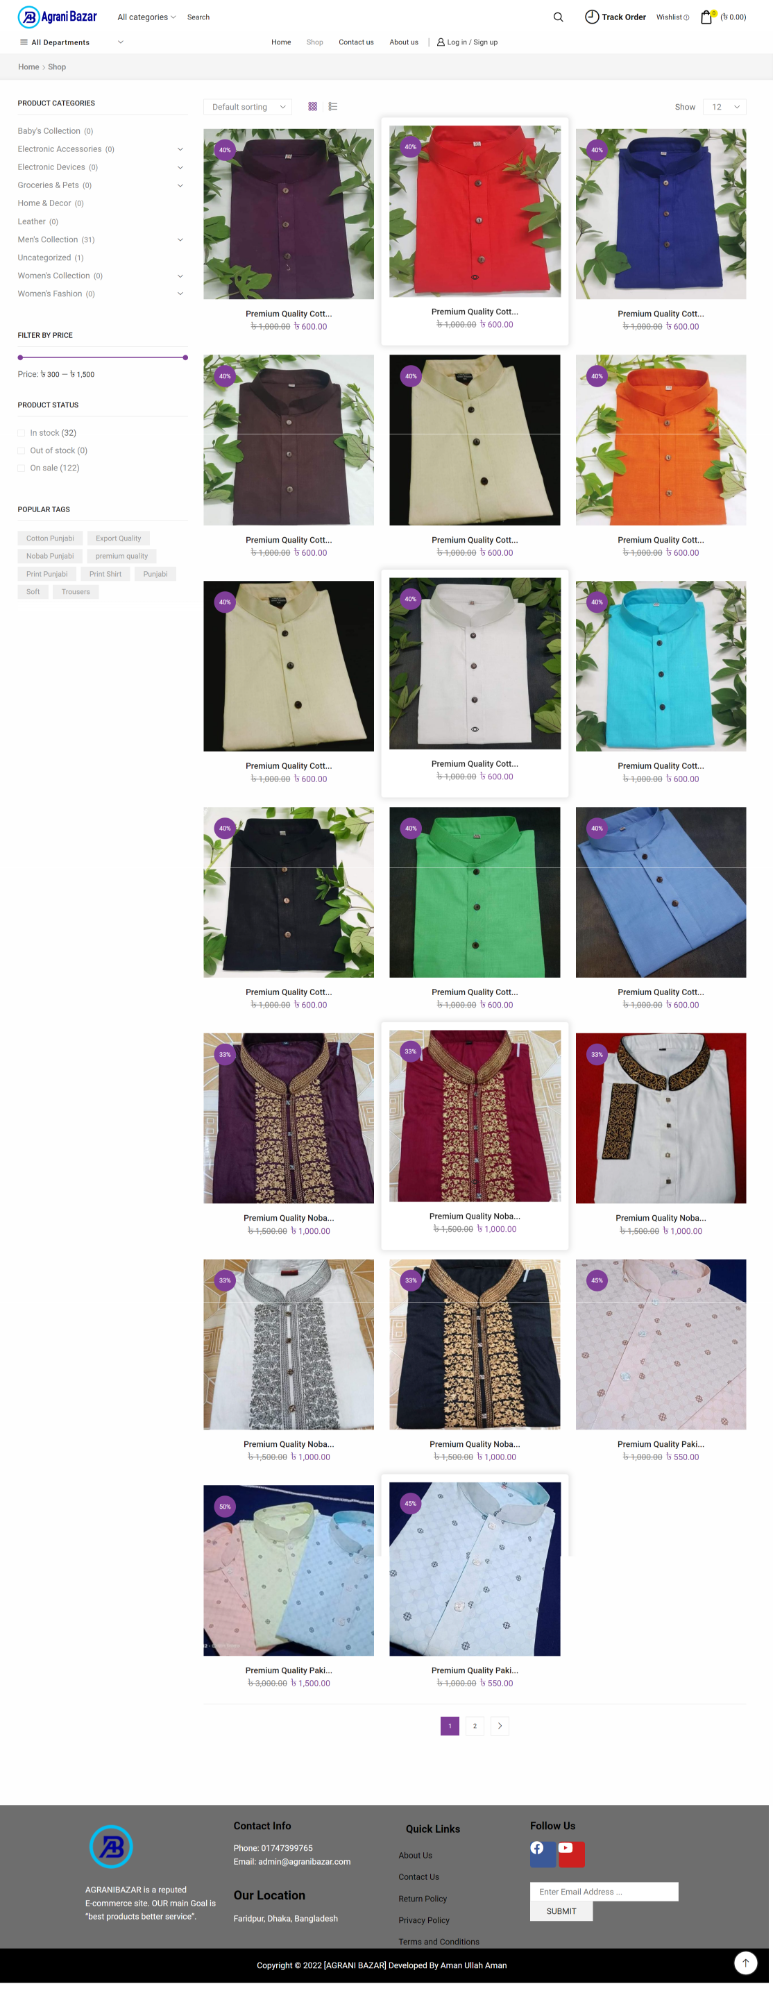 Agrani Bazar
All categories
Search
Track Order
Wishlist
0
(৳ 0.00)
All Departments
Home
Shop
Contact us
About us
Log in / Sign up
Home > Shop
PRODUCT CATEGORIES
Baby's Collection (0)
Electronic Accessories (0)
Electronic Devices (0)
Groceries & Pets (0)
Home & Decor (0)
Leather (0)
Men's Collection (31)
Uncategorized (1)
Women's Collection (0)
Women's Fashion (0)
FILTER BY PRICE
Price: ৳ 300 — ৳ 1,500
PRODUCT STATUS
In stock (32)
Out of stock (0)
On sale (122)
POPULAR TAGS
Cotton Punjabi
Export Quality
Nobab Punjabi
premium quality
Print Punjabi
Print Shirt
Punjabi
Soft
Trousers
Default sorting
Show
12
40%
Premium Quality Cott...
৳ 1,000.00 ৳ 600.00
40%
Premium Quality Cott...
৳ 1,000.00 ৳ 600.00
40%
Premium Quality Cott...
৳ 1,000.00 ৳ 600.00
40%
Premium Quality Cott...
৳ 1,000.00 ৳ 600.00
40%
Premium Quality Cott...
৳ 1,000.00 ৳ 600.00
40%
Premium Quality Cott...
৳ 1,000.00 ৳ 600.00
40%
Premium Quality Cott...
৳ 1,000.00 ৳ 600.00
40%
Premium Quality Cott...
৳ 1,000.00 ৳ 600.00
40%
Premium Quality Cott...
৳ 1,000.00 ৳ 600.00
40%
Premium Quality Cott...
৳ 1,000.00 ৳ 600.00
40%
Premium Quality Cott...
৳ 1,000.00 ৳ 600.00
40%
Premium Quality Cott...
৳ 1,000.00 ৳ 600.00
33%
Premium Quality Noba...
৳ 1,500.00 ৳ 1,000.00
33%
Premium Quality Noba...
৳ 1,500.00 ৳ 1,000.00
33%
Premium Quality Noba...
৳ 1,500.00 ৳ 1,000.00
33%
Premium Quality Noba...
৳ 1,500.00 ৳ 1,000.00
33%
Premium Quality Noba...
৳ 1,500.00 ৳ 1,000.00
45%
Premium Quality Paki...
৳ 1,000.00 ৳ 550.00
50%
Premium Quality Paki...
৳ 3,000.00 ৳ 1,500.00
45%
Premium Quality Paki...
৳ 1,000.00 ৳ 550.00
1
2
AGRANIBAZAR is a reputed
E-commerce site. OUR main Goal is
"best products better service".
Contact Info
Phone: 01747399765
Email: admin@agranibazar.com
Our Location
Faridpur, Dhaka, Bangladesh
Quick Links
About Us
Contact Us
Return Policy
Privacy Policy
Terms and Conditions
Follow Us
Enter Email Address ...
SUBMIT
Copyright © 2022 [AGRANI BAZAR] Developed By Aman Ullah Aman